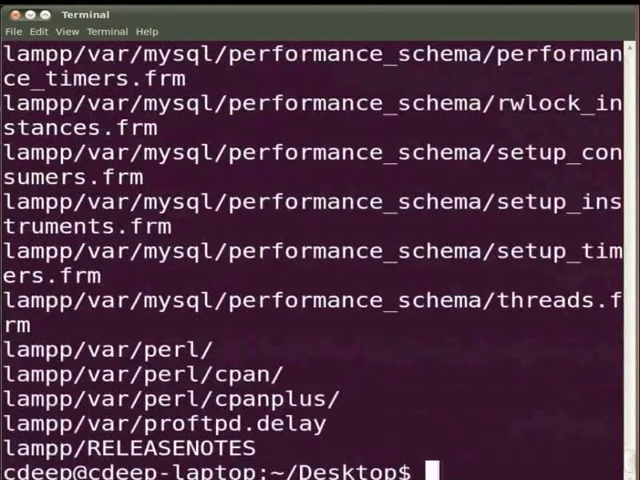 Terminal
File Edit View Terminal Help
lampp/var/mysql/performance_schema/performan
ce_timers.frm
lampp/var/mysql/performance_schema/rwlock_in
stances.frm
lampp/var/mysql/performance_schema/setup_con
sumers.frm
lampp/var/mysql/performance_schema/setup_ins
truments.frm
lampp/var/mysql/performance_schema/setup_tim
ers.frm
lampp/var/mysql/performance_schema/threads.f
rm
lampp/var/perl/
lampp/var/perl/cpan/
lampp/var/perl/cpanplus/
lampp/var/proftpd.delay
lampp/RELEASENOTES
cdeep@cdeep-laptop:~/Desktop$